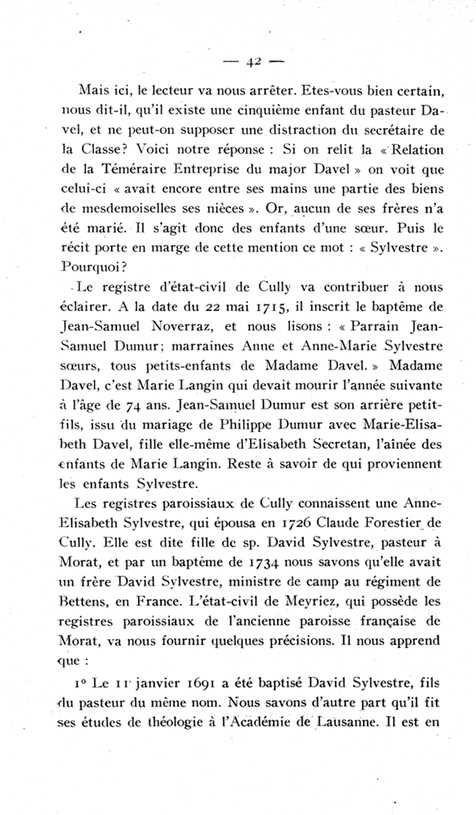 — 42 —
Mais ici, le lecteur va nous arrêter. Etes-vous bien certain,
nous dit-il, qu'il existe une cinquième enfant du pasteur Da-
vel, et ne peut-on supposer une distraction du secrétaire de
la Classe? Voici notre réponse : Si on relit la « Relation
de la Téméraire Entreprise du major Davel » on voit que
celui-ci « avait encore entre ses mains une partie des biens
de mesdemoiselles ses nièces ». Or, aucun de ses frères n'a
été marié. Il s'agit donc des enfants d'une sœur. Puis le
récit porte en marge de cette mention ce mot : « Sylvestre ».
Pourquoi?
Le registre d'état-civil de Cully va contribuer à nous
éclairer. A la date du 22 mai 1715, il inscrit le baptême de
Jean-Samuel Noverraz, et nous lisons : « Parrain Jean-
Samuel Dumur; marraines Anne et Anne-Marie Sylvestre
sœurs, tous petits-enfants de Madame Davel. » Madame
Davel, c'est Marie Langin qui devait mourir l'année suivante
à l'âge de 74 ans. Jean-Samuel Dumur est son arrière petit-
fils, issu du mariage de Philippe Dumur avec Marie-Elisa-
beth Davel, fille elle-même d'Elisabeth Secretan, l'aînée des
enfants de Marie Langin. Reste à savoir de qui proviennent
les enfants Sylvestre.
Les registres paroissiaux de Cully connaissent une Anne-
Elisabeth Sylvestre, qui épousa en 1726 Claude Forestier de
Cully. Elle est dite fille de sp. David Sylvestre, pasteur à
Morat, et par un baptême de 1734 nous savons qu'elle avait
un frère David Sylvestre, ministre de camp au régiment de
Bettens, en France. L'état-civil de Meyriez, qui possède les
registres paroissiaux de l'ancienne paroisse française de
Morat, va nous fournir quelques précisions. Il nous apprend
que :
1° Le 11 janvier 1691 a été baptisé David Sylvestre, fils
du pasteur du même nom. Nous savons d'autre part qu'il fit
ses études de théologie à l'Académie de Lausanne. Il est en